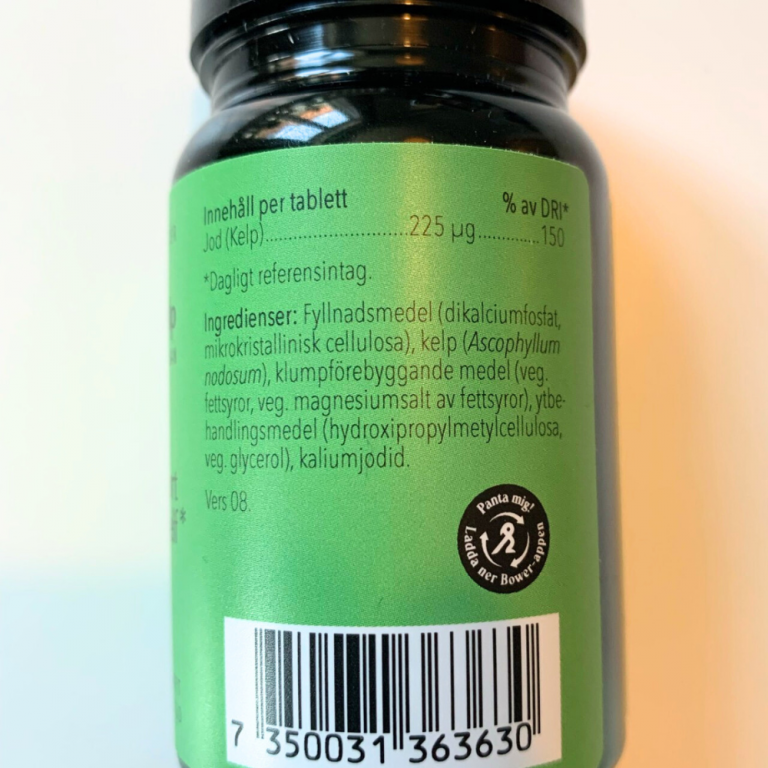 Innehåll per tablett % av DRI*
Jod (Kelp)..............................225 µg.............150
*Dagligt referensintag.
Ingredienser: Fyllnadsmedel (dikalciumfosfat,
mikrokristallinisk cellulosa), kelp (Ascophyllum
nodosum), klumpförebyggande medel (veg.
fettsyror, veg. magnesiumsalt av fettsyror), ytbe-
handlingsmedel (hydroxipropylmetylcellulosa,
veg. glycerol), kaliumjodid.
Vers 08.
Panta mig!
Ladda ner Bower-appen
7 350031 363630